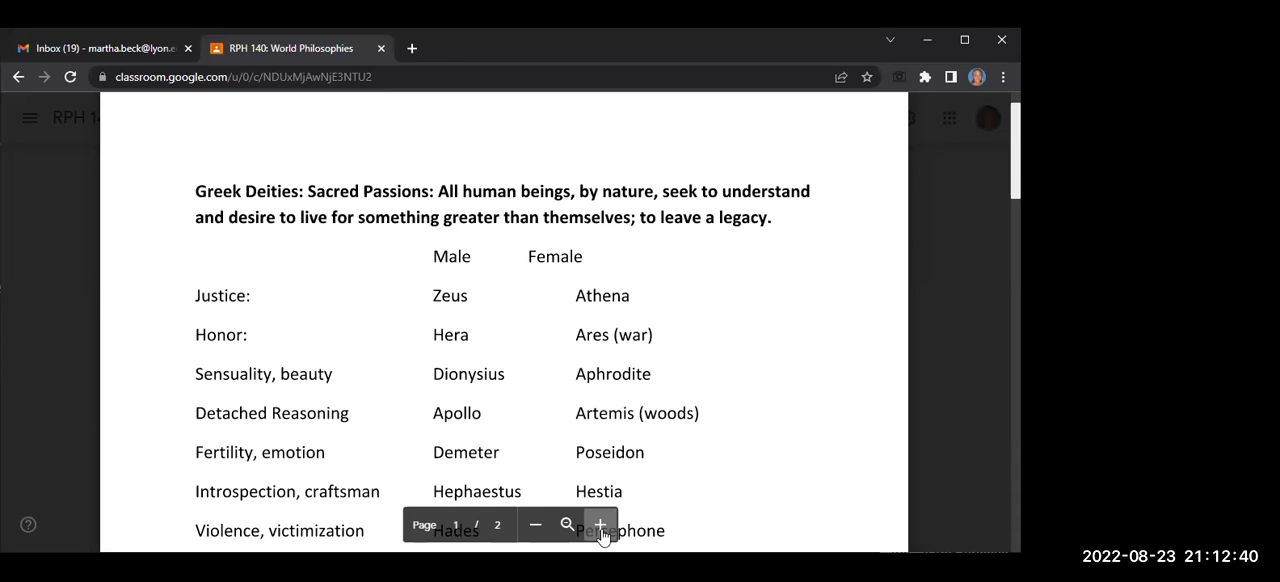 Inbox (19) - martha.beck@lyon.e
RPH 140: World Philosophies
classroom.google.com/u/0/c/NDUxMjAwNjE3NTU2
RPH 14
Greek Deities: Sacred Passions: All human beings, by nature, seek to understand
and desire to live for something greater than themselves; to leave a legacy.
Male Female
Justice: Zeus Athena
Honor: Hera Ares (war)
Sensuality, beauty Dionysius Aphrodite
Detached Reasoning Apollo Artemis (woods)
Fertility, emotion Demeter Poseidon
Introspection, craftsman Hephaestus Hestia
Page 1 / 2
Violence, victimization Hades Persephone
2022-08-23 21:12:40